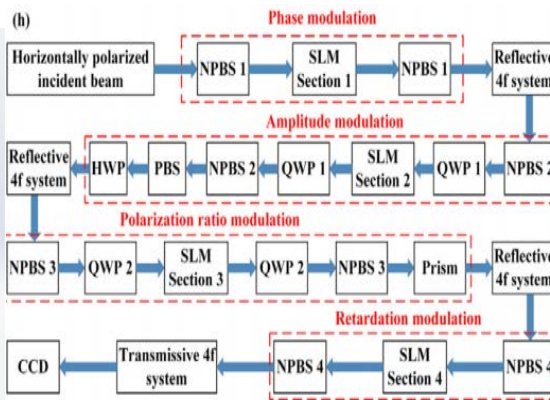 (h)
Phase modulation
Horizontally polarized
incident beam
NPBS 1
SLM
Section 1
NPBS 1
Reflective
4f system
Amplitude modulation
Reflective
4f system
HWP
PBS
NPBS 2
QWP 1
SLM
Section 2
QWP 1
NPBS 2
Polarization ratio modulation
NPBS 3
QWP 2
SLM
Section 3
QWP 2
NPBS 3
Prism
Reflective
4f system
Retardation modulation
CCD
Transmissive 4f
system
NPBS 4
SLM
Section 4
NPBS 4